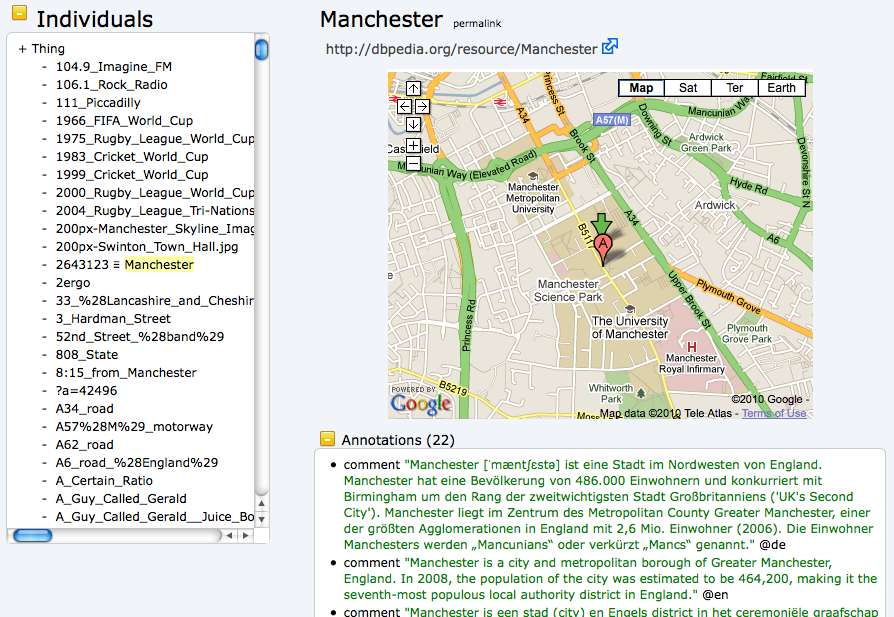 Individuals
+ Thing
- 104.9_Imagine_FM
- 106.1_Rock_Radio
- 111_Piccadilly
- 1966_FIFA_World_Cup
- 1975_Rugby_League_World_Cup
- 1983_Cricket_World_Cup
- 1999_Cricket_World_Cup
- 2000_Rugby_League_World_Cup
- 2004_Rugby_League_Tri-Nations
- 200px-Manchester_Skyline_Imag
- 200px-Swinton_Town_Hall.jpg
- 2643123 ≡ Manchester
- 2ergo
- 33_%28Lancashire_and_Cheshir
- 3_Hardman_Street
- 52nd_Street_%28band%29
- 808_State
- 8:15_from_Manchester
- ?a=42496
- A34_road
- A57%28M%29_motorway
- A62_road
- A6_road_%28England%29
- A_Certain_Ratio
- A_Guy_Called_Gerald
- A_Guy_Called_Gerald__Juice_Bo
Manchester permalink
http://dbpedia.org/resource/Manchester
Map Sat Ter Earth
Fairfield St
Princess St
A34
A57(M)
Mancunian Way
Downing St
Brook St
Ardwick
Green Park
Devonshire St N
Mancunian Way (Elevated Road)
Manchester
Metropolitan
University
Hyde Rd
Ardwick
A34
A6
B5117
A
Manchester
Science Park
Plymouth Grove
Upper Brook St
Princess Rd
The University
of Manchester
Plymouth
Grove Park
H
Manchester
Royal Infirmary
B5219
Whitworth
Park
POWERED BY
Google
©2010 Google -
Map data ©2010 Tele Atlas - Terms of Use
Annotations (22)
• comment "Manchester [ˈmæntʃɛstə] ist eine Stadt im Nordwesten von England.
Manchester hat eine Bevölkerung von 486.000 Einwohnern und konkurriert mit
Birmingham um den Rang der zweitwichtigsten Stadt Großbritanniens ('UK's Second
City'). Manchester liegt im Zentrum des Metropolitan County Greater Manchester, einer
der größten Agglomerationen in England mit 2,6 Mio. Einwohner (2006). Die Einwohner
Manchesters werden „Mancunians“ oder verkürzt „Mancs“ genannt." @de
• comment "Manchester is a city and metropolitan borough of Greater Manchester,
England. In 2008, the population of the city was estimated to be 464,200, making it the
seventh-most populous local authority district in England." @en
• comment "Manchester is een stad (city) en Engels district in het ceremoniële graafschap